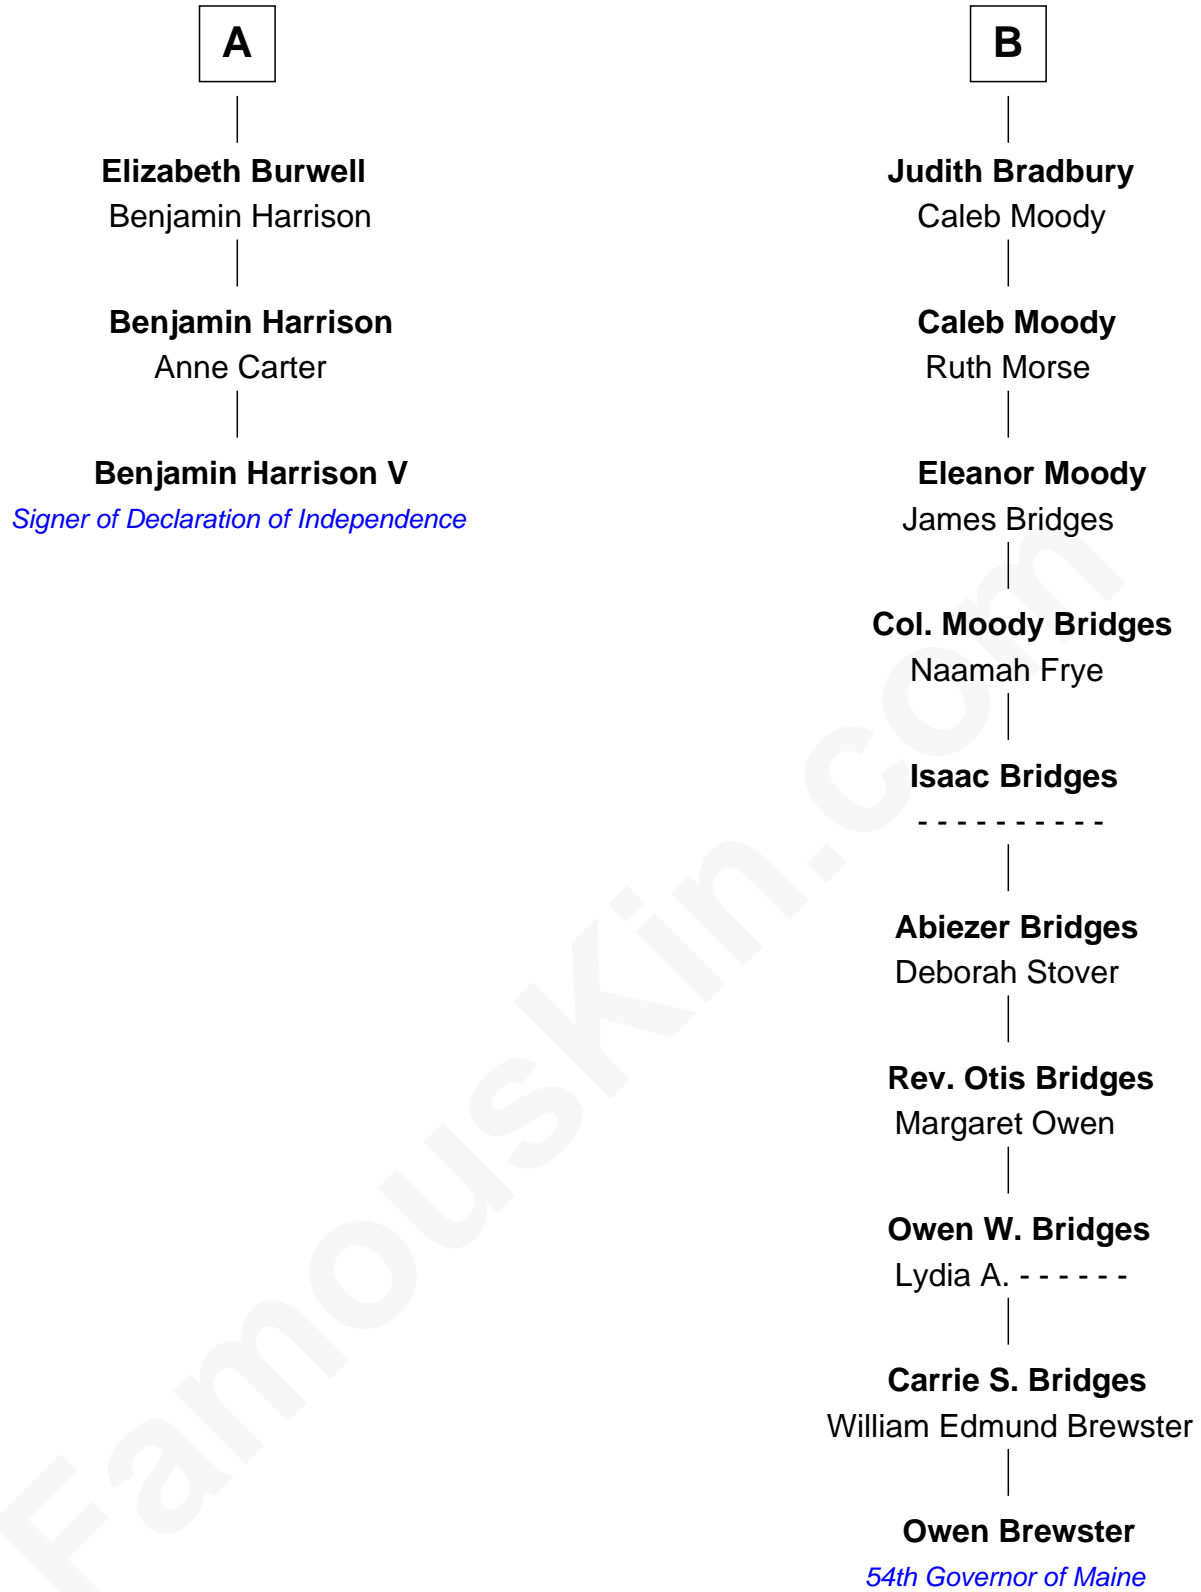 A
Elizabeth Burwell
Benjamin Harrison
Benjamin Harrison
Anne Carter
Benjamin Harrison V
Signer of Declaration of Independence
B
Judith Bradbury
Caleb Moody
Caleb Moody
Ruth Morse
Eleanor Moody
James Bridges
Col. Moody Bridges
Naamah Frye
Isaac Bridges
- - - - - - - - - -
Abiezer Bridges
Deborah Stover
Rev. Otis Bridges
Margaret Owen
Owen W. Bridges
Lydia A. - - - - - -
Carrie S. Bridges
William Edmund Brewster
Owen Brewster
54th Governor of Maine
FamousKin.com